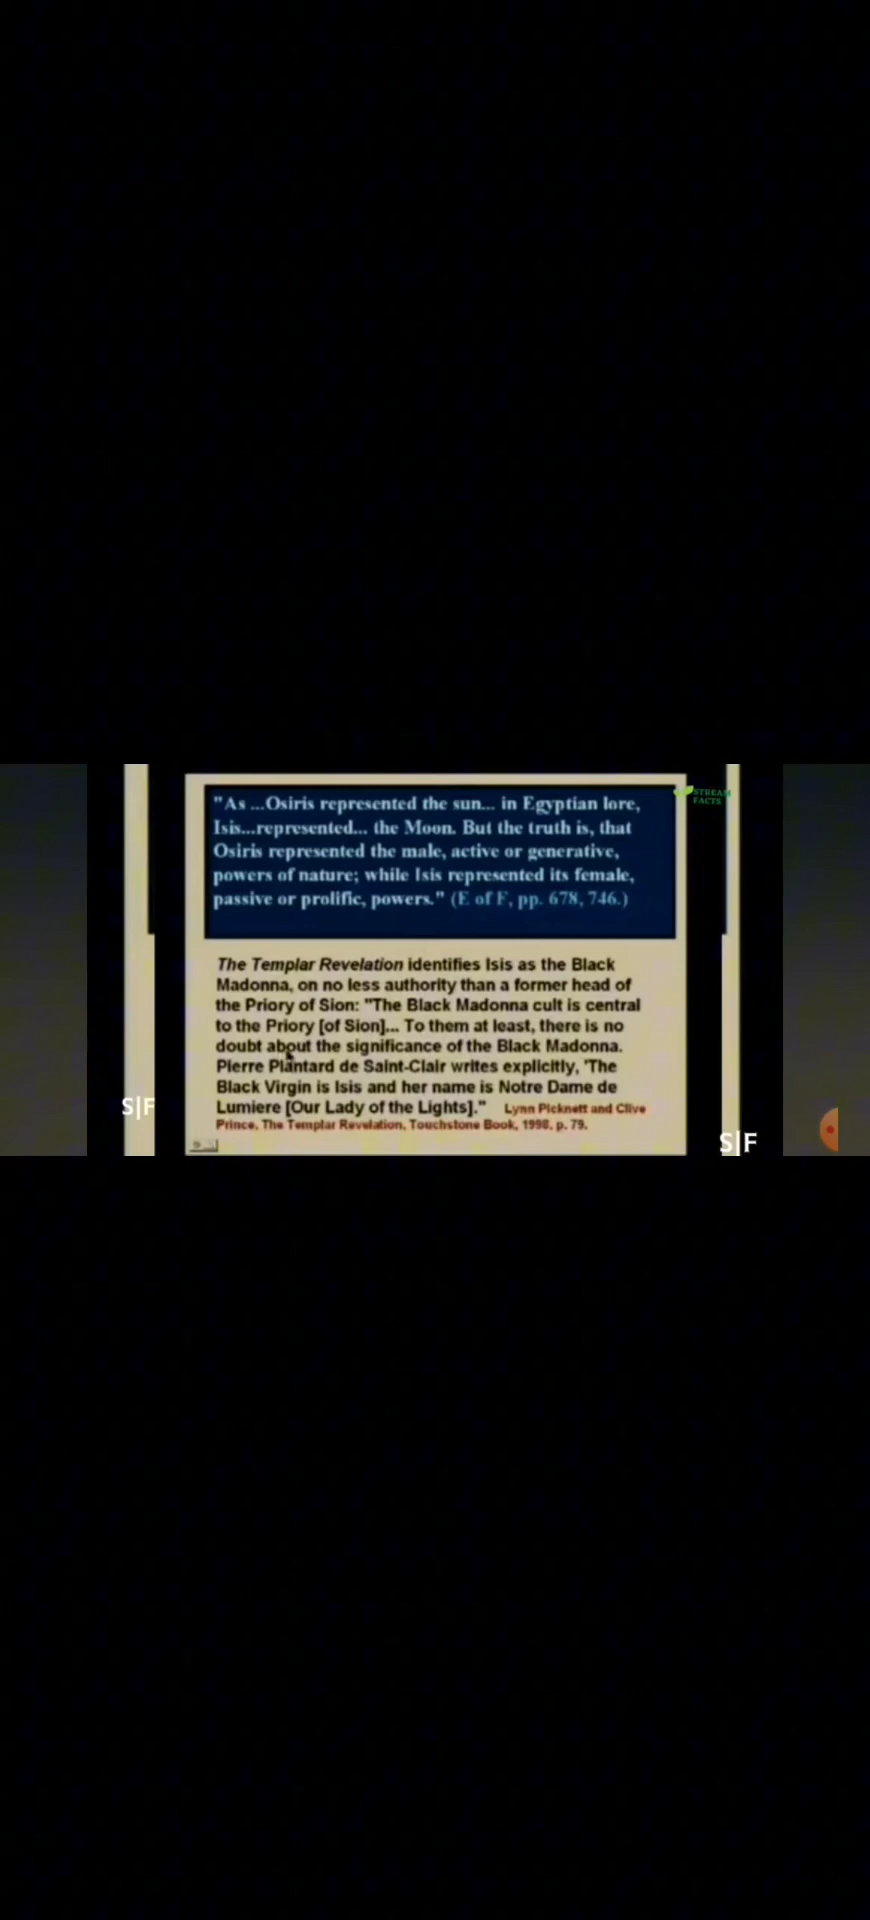 "As ...Osiris represented the sun... in Egyptian lore,
Isis...represented... the Moon. But the truth is, that
Osiris represented the male, active or generative,
powers of nature; while Isis represented its female,
passive or prolific, powers." (E of F, pp. 678, 746.)
STREAM
FACTS
The Templar Revelation identifies Isis as the Black
Madonna, on no less authority than a former head of
the Priory of Sion: "The Black Madonna cult is central
to the Priory [of Sion]... To them at least, there is no
doubt about the significance of the Black Madonna.
Pierre Plantard de Saint-Clair writes explicitly, 'The
Black Virgin is Isis and her name is Notre Dame de
Lumiere [Our Lady of the Lights]." Lynn Picknett and Clive
Prince, The Templar Revelation, Touchstone Book, 1998, p. 79.
S|F
S|F